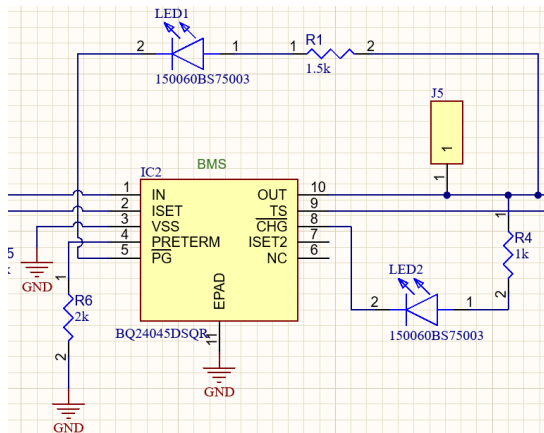 LED1
2
1
1
R1
2
150060BS75003
1.5k
J5
1
1
BMS
IC2
1 IN OUT 10
2 ISET TS 9
3 VSS CHG 8
4 PRETERM ISET2 7
5 PG NC 6
EPAD
11
BQ24045DSQR
5
k
GND
1
R6
2k
2
GND
GND
1
R4
1k
2
LED2
2
1
150060BS75003